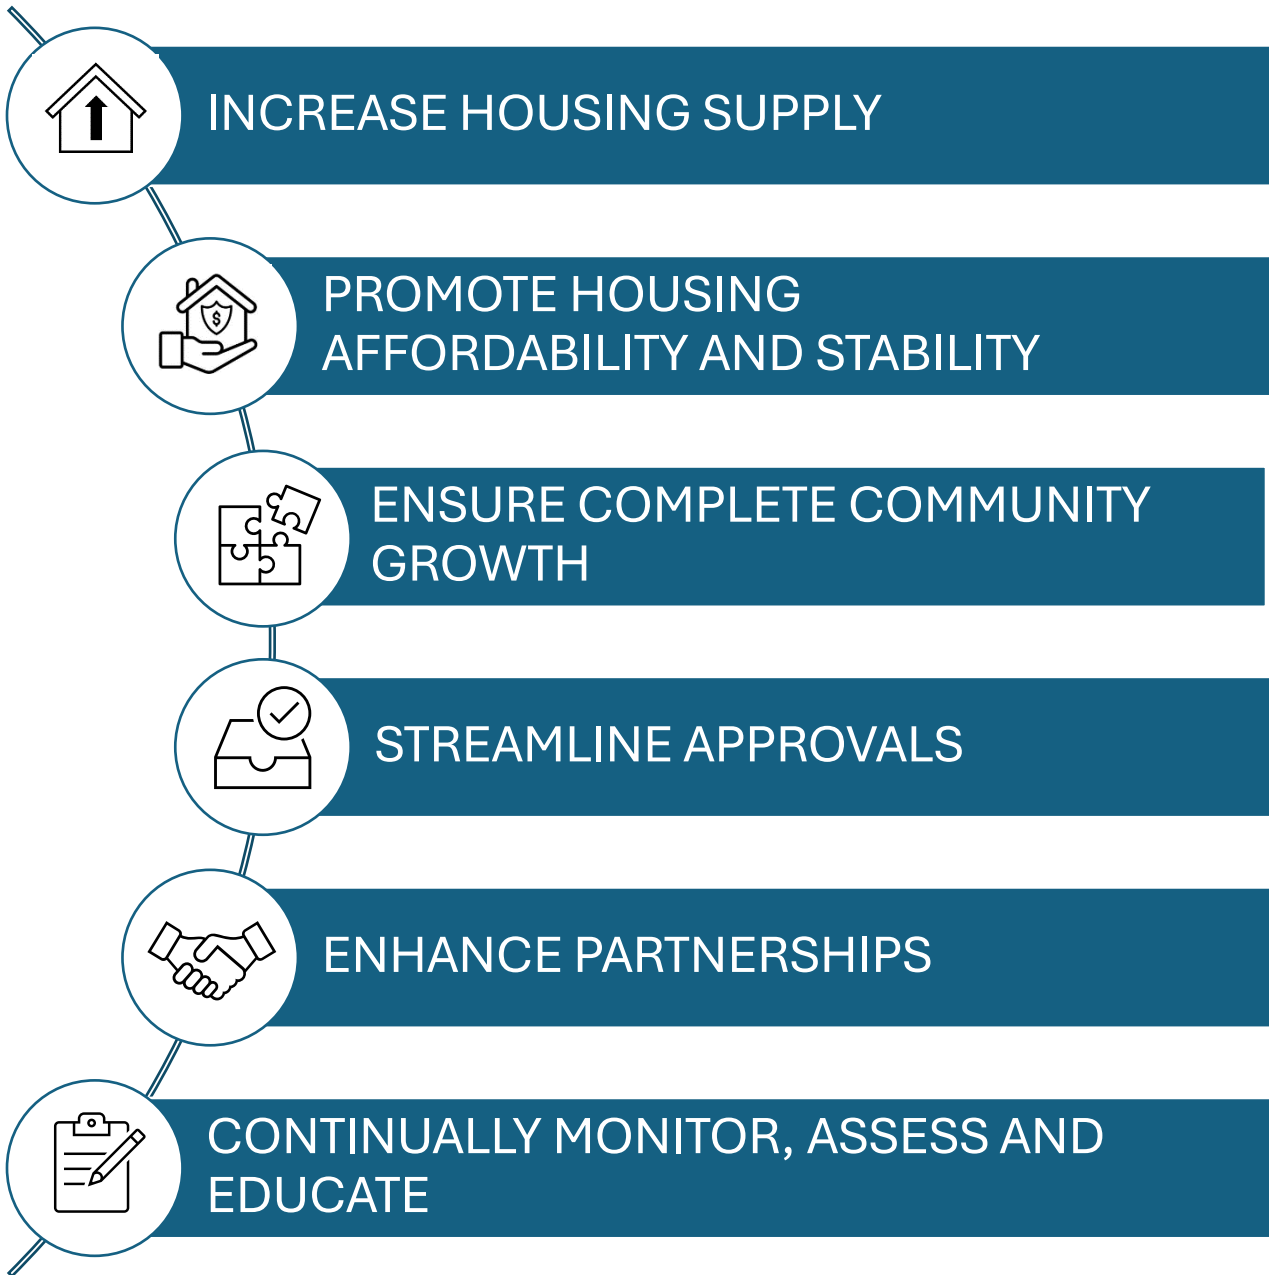 INCREASE HOUSING SUPPLY
PROMOTE HOUSING
AFFORDABILITY AND STABILITY
$
ENSURE COMPLETE COMMUNITY
GROWTH
STREAMLINE APPROVALS
ENHANCE PARTNERSHIPS
CONTINUALLY MONITOR, ASSESS AND
EDUCATE